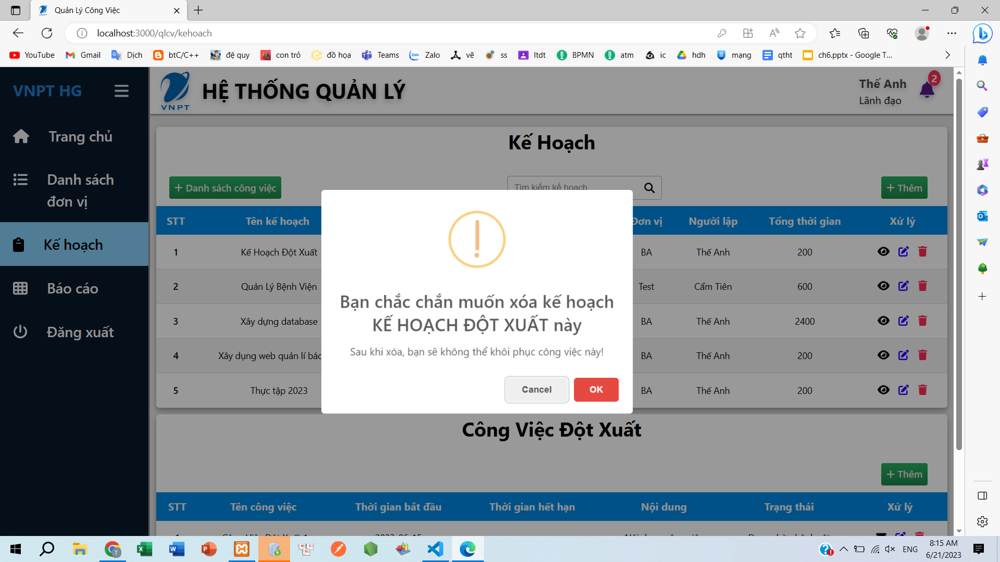 Quản Lý Công Việc
localhost:3000/qlcv/kehoach
YouTube Gmail Dịch btC/C++ đệ quy con trỏ đồ họa Teams Zalo vẽ ss ltdt BPMN atm ic hdh mạng qtht ch6.pptx - Google T...
VNPT HG
VNPT
HỆ THỐNG QUẢN LÝ
Thế Anh
Lãnh đạo
2
Trang chủ
Danh sách
đơn vị
Kế hoạch
Báo cáo
Đăng xuất
Kế Hoạch
+ Danh sách công việc
Tìm kiếm kế hoạch
+ Thêm
STT Tên kế hoạch Đơn vị Người lập Tổng thời gian Xử lý
1 Kế Hoạch Đột Xuất BA Thế Anh 200
2 Quản Lý Bệnh Viện Test Cẩm Tiên 600
3 Xây dựng database BA Thế Anh 2400
4 Xây dụng web quản lí BA Thế Anh 200
5 Thực tập 2023 BA Thế Anh 200
Bạn chắc chắn muốn xóa kế hoạch
KẾ HOẠCH ĐỘT XUẤT này
Sau khi xóa, bạn sẽ không thể khôi phục công việc này!
Cancel
OK
Công Việc Đột Xuất
+ Thêm
STT Tên công việc Thời gian bắt đầu Thời gian hết hạn Nội dung Trạng thái Xử lý
ENG
8:15 AM
6/21/2023